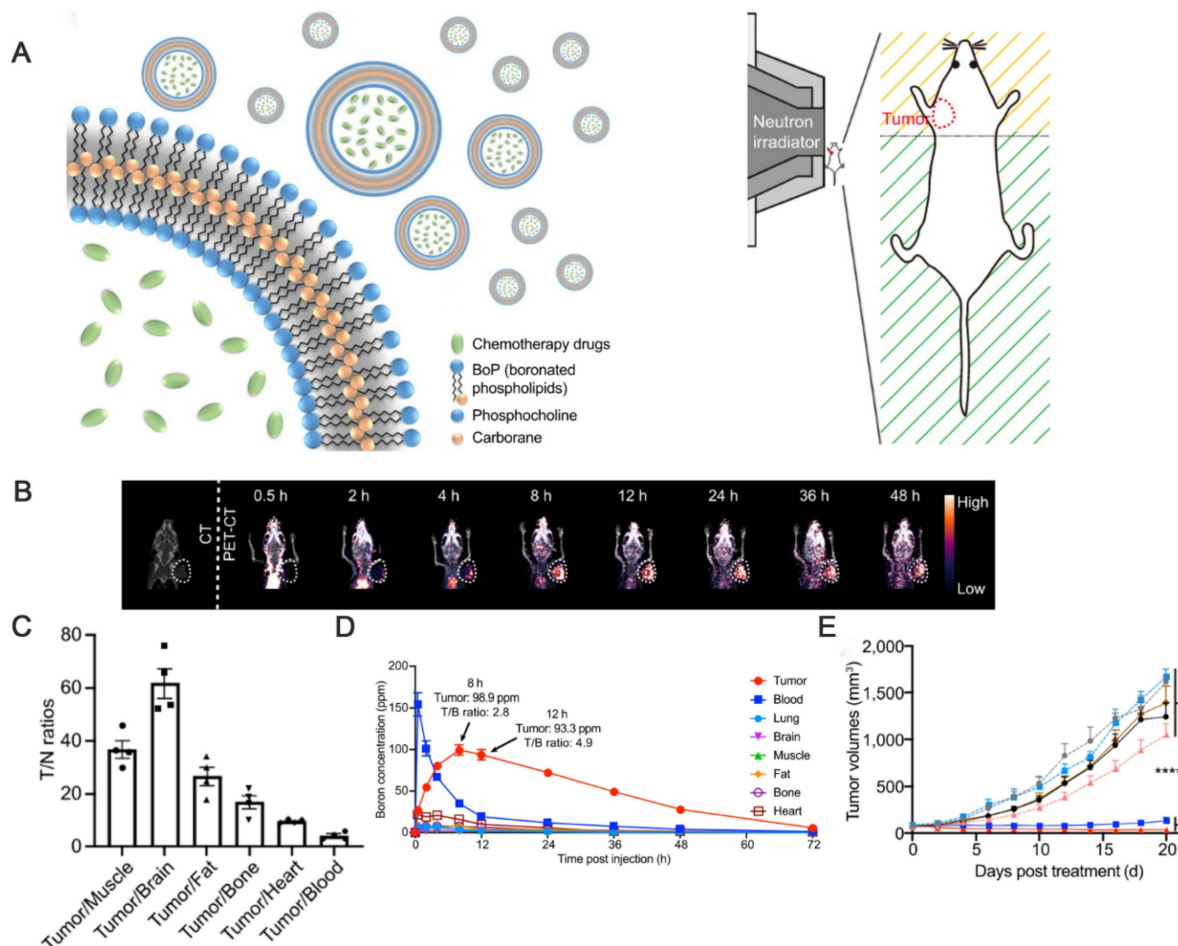 A
Chemotherapy drugs
BoP (boronated
phospholipids)
Phosphocholine
Carborane
Neutron
irradiator
Tumor
B
CT
PET-CT
0.5 h
2 h
4 h
8 h
12 h
24 h
36 h
48 h
High
Low
C
T/N ratios
80
60
40
20
0
Tumor/Muscle
Tumor/Brain
Tumor/Fat
Tumor/Bone
Tumor/Heart
Tumor/Blood
D
Boron concentration (ppm)
200
150
100
50
0
8 h
Tumor: 98.9 ppm
T/B ratio: 2.8
12 h
Tumor: 93.3 ppm
T/B ratio: 4.9
Tumor
Blood
Lung
Brain
Muscle
Fat
Bone
Heart
0 12 24 36 48 72
Time post injection (h)
E
Tumor volumes (mm³)
2,000
1,500
1,000
500
0
****
0 5 10 15 20
Days post treatment (d)